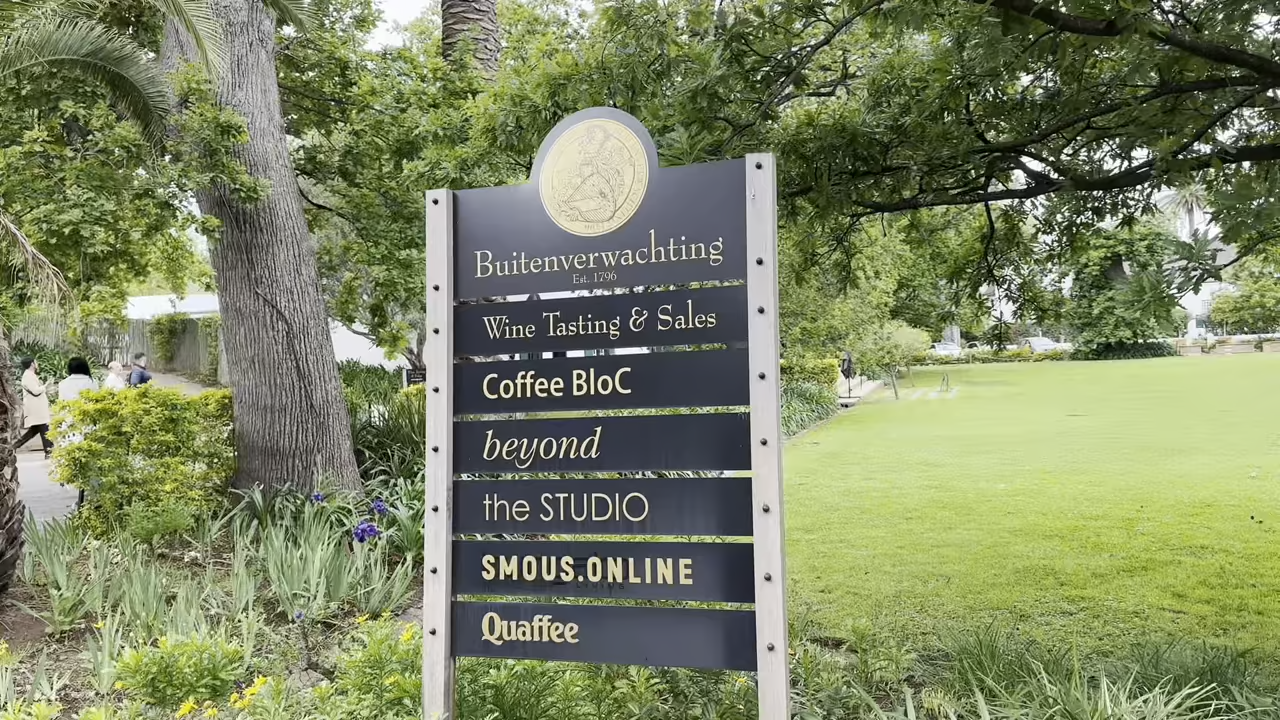 Buitenverwachting
Est. 1796
Wine Tasting & Sales
Coffee BloC
beyond
the STUDIO
SMOUS.ONLINE
Quaffee